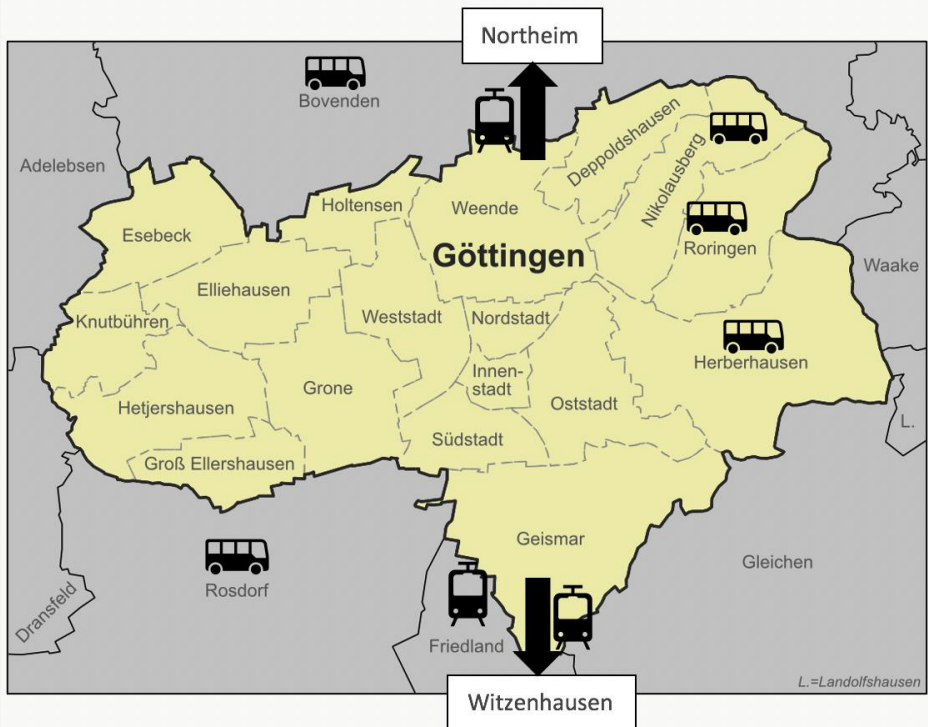 Northeim
Bovenden
Adelebsen
Deppoldshausen
Nikolausberg
Holtensen
Weende
Esebeck
Roringen
Göttingen
Waake
Elliehausen
Knutbühren
Weststadt
Nordstadt
Herberhausen
Innen-
stadt
Grone
Hetjershausen
Oststadt
L.
Südstadt
Groß Ellershausen
Geismar
Gleichen
Rosdorf
Dransfeld
Friedland
L.=Landolfshausen
Witzenhausen